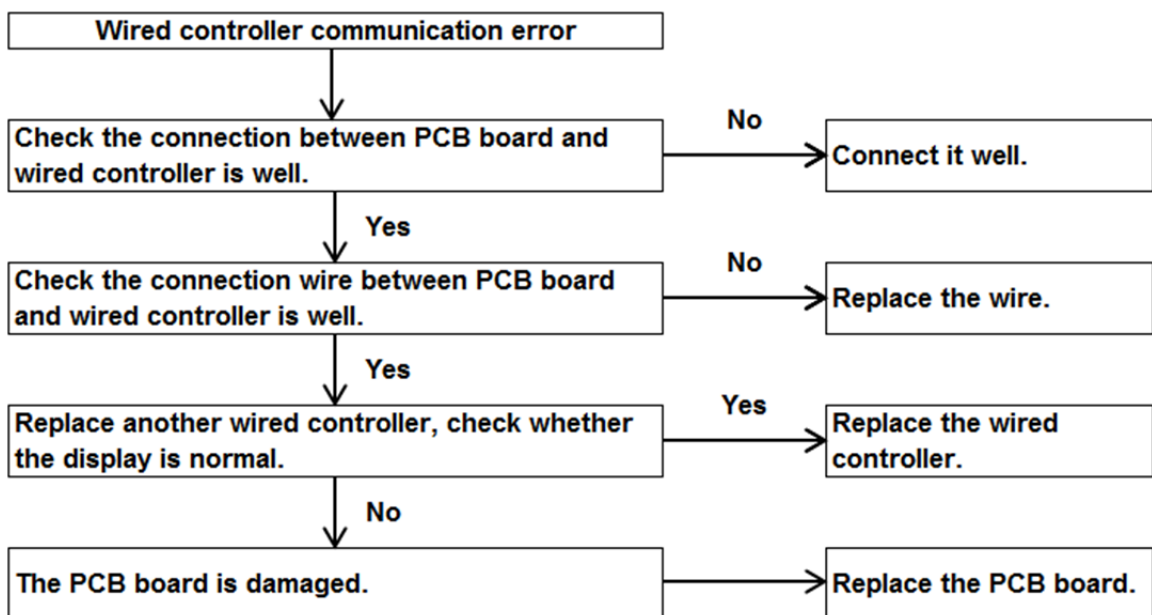 Wired controller communication error
Check the connection between PCB board and
wired controller is well.
No
Connect it well.
Yes
Check the connection wire between PCB board
and wired controller is well.
No
Replace the wire.
Yes
Replace another wired controller, check whether
the display is normal.
Yes
Replace the wired
controller.
No
The PCB board is damaged.
Replace the PCB board.